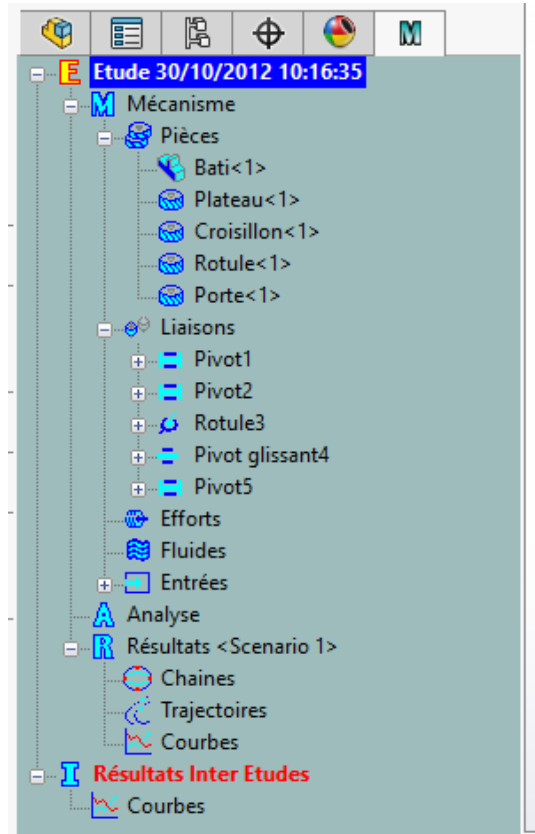 Etude 30/10/2012 10:16:35
Mécanisme
Pièces
Bati<1>
Plateau<1>
Croisillon<1>
Rotule<1>
Porte<1>
Liaisons
Pivot1
Pivot2
Rotule3
Pivot glissant4
Pivot5
Efforts
Fluides
Entrées
Analyse
Résultats <Scenario 1>
Chaines
Trajectoires
Courbes
Résultats Inter Etudes
Courbes